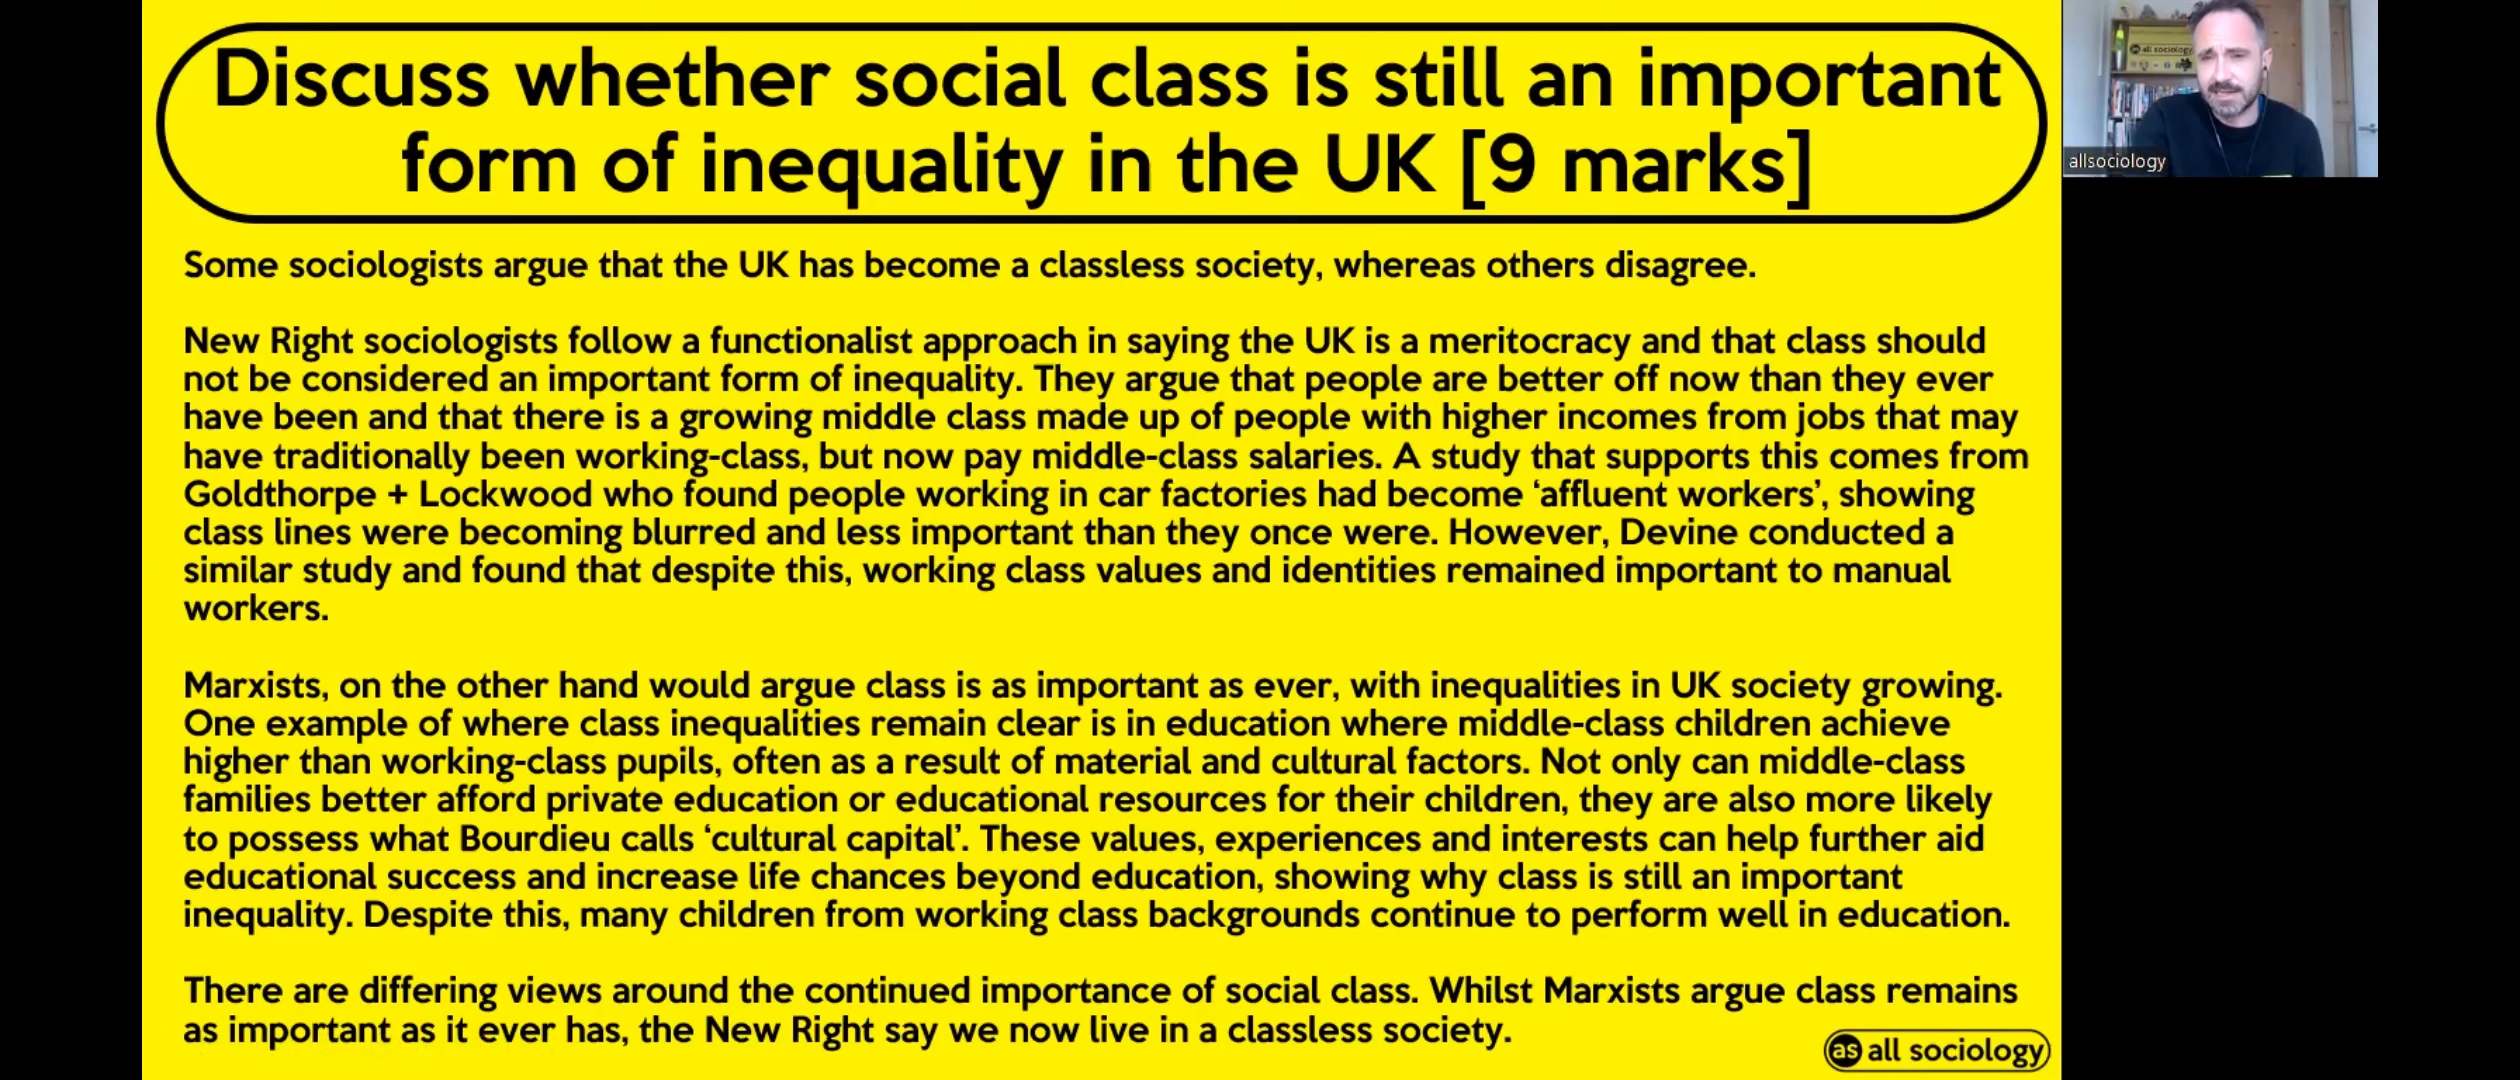 Discuss whether social class is still an important
form of inequality in the UK [9 marks]
Some sociologists argue that the UK has become a classless society, whereas others disagree.
New Right sociologists follow a functionalist approach in saying the UK is a meritocracy and that class should
not be considered an important form of inequality. They argue that people are better off now than they ever
have been and that there is a growing middle class made up of people with higher incomes from jobs that may
have traditionally been working-class, but now pay middle-class salaries. A study that supports this comes from
Goldthorpe + Lockwood who found people working in car factories had become ‘affluent workers’, showing
class lines were becoming blurred and less important than they once were. However, Devine conducted a
similar study and found that despite this, working class values and identities remained important to manual
workers.
Marxists, on the other hand would argue class is as important as ever, with inequalities in UK society growing.
One example of where class inequalities remain clear is in education where middle-class children achieve
higher than working-class pupils, often as a result of material and cultural factors. Not only can middle-class
families better afford private education or educational resources for their children, they are also more likely
to possess what Bourdieu calls ‘cultural capital’. These values, experiences and interests can help further aid
educational success and increase life chances beyond education, showing why class is still an important
inequality. Despite this, many children from working class backgrounds continue to perform well in education.
There are differing views around the continued importance of social class. Whilst Marxists argue class remains
as important as it ever has, the New Right say we now live in a classless society.
as all sociology
all sociology
allsociology